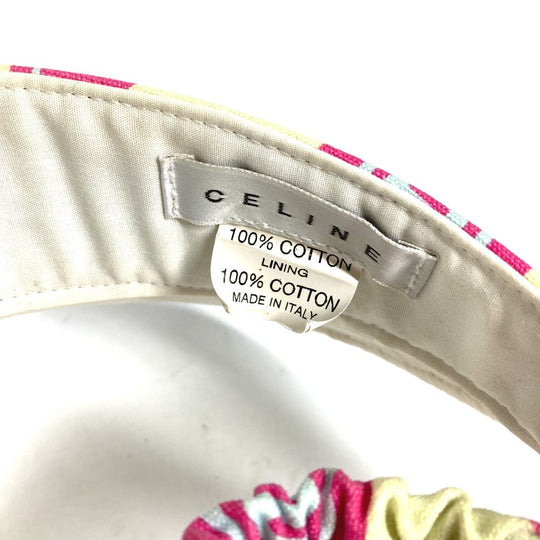 CELINE
100% COTTON
LINING
100% COTTON
MADE IN ITALY